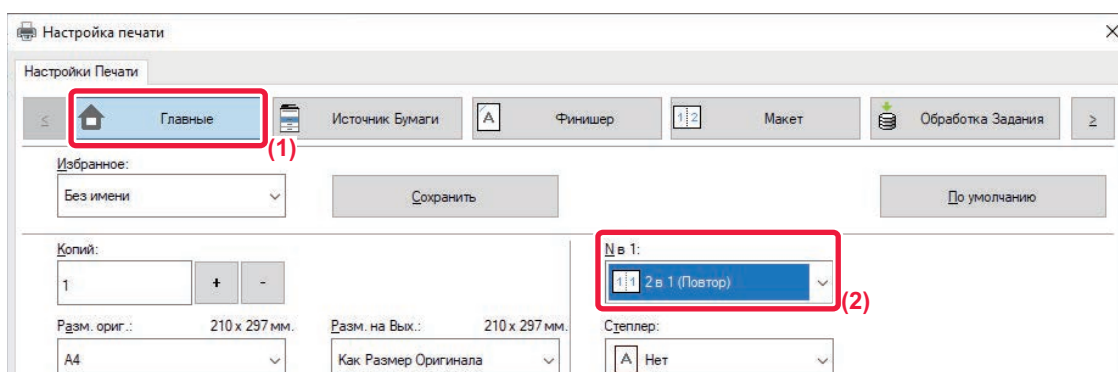 Настройка печати
Настройки Печати
< Главные Источник Бумаги A Финишер 1 2 Макет Обработка Задания >
(1)
Избранное:
Без имени Сохранить По умолчанию
Копий: N в 1:
1 + - 1 1 2 в 1 (Повтор)
(2)
Разм. ориг.: 210 x 297 мм. Разм. на Вых.: 210 x 297 мм. Степлер:
A4 Как Размер Оригинала A Нет